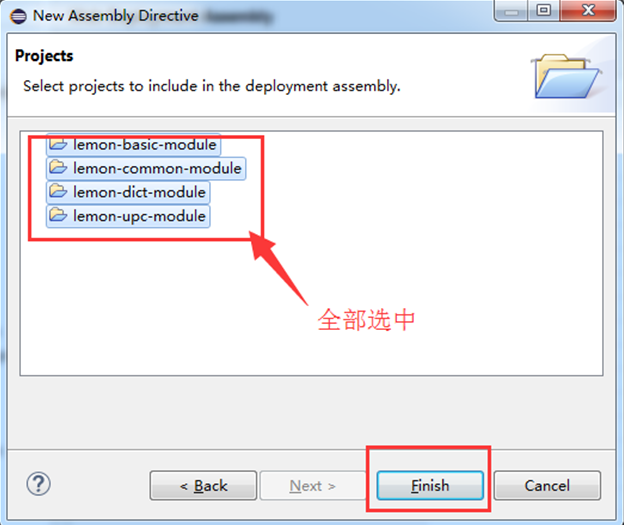 New Assembly Directive
Projects
Select projects to include in the deployment assembly.
lemon-basic-module
lemon-common-module
lemon-dict-module
lemon-upc-module
全部选中
?
< Back
Next >
Finish
Cancel